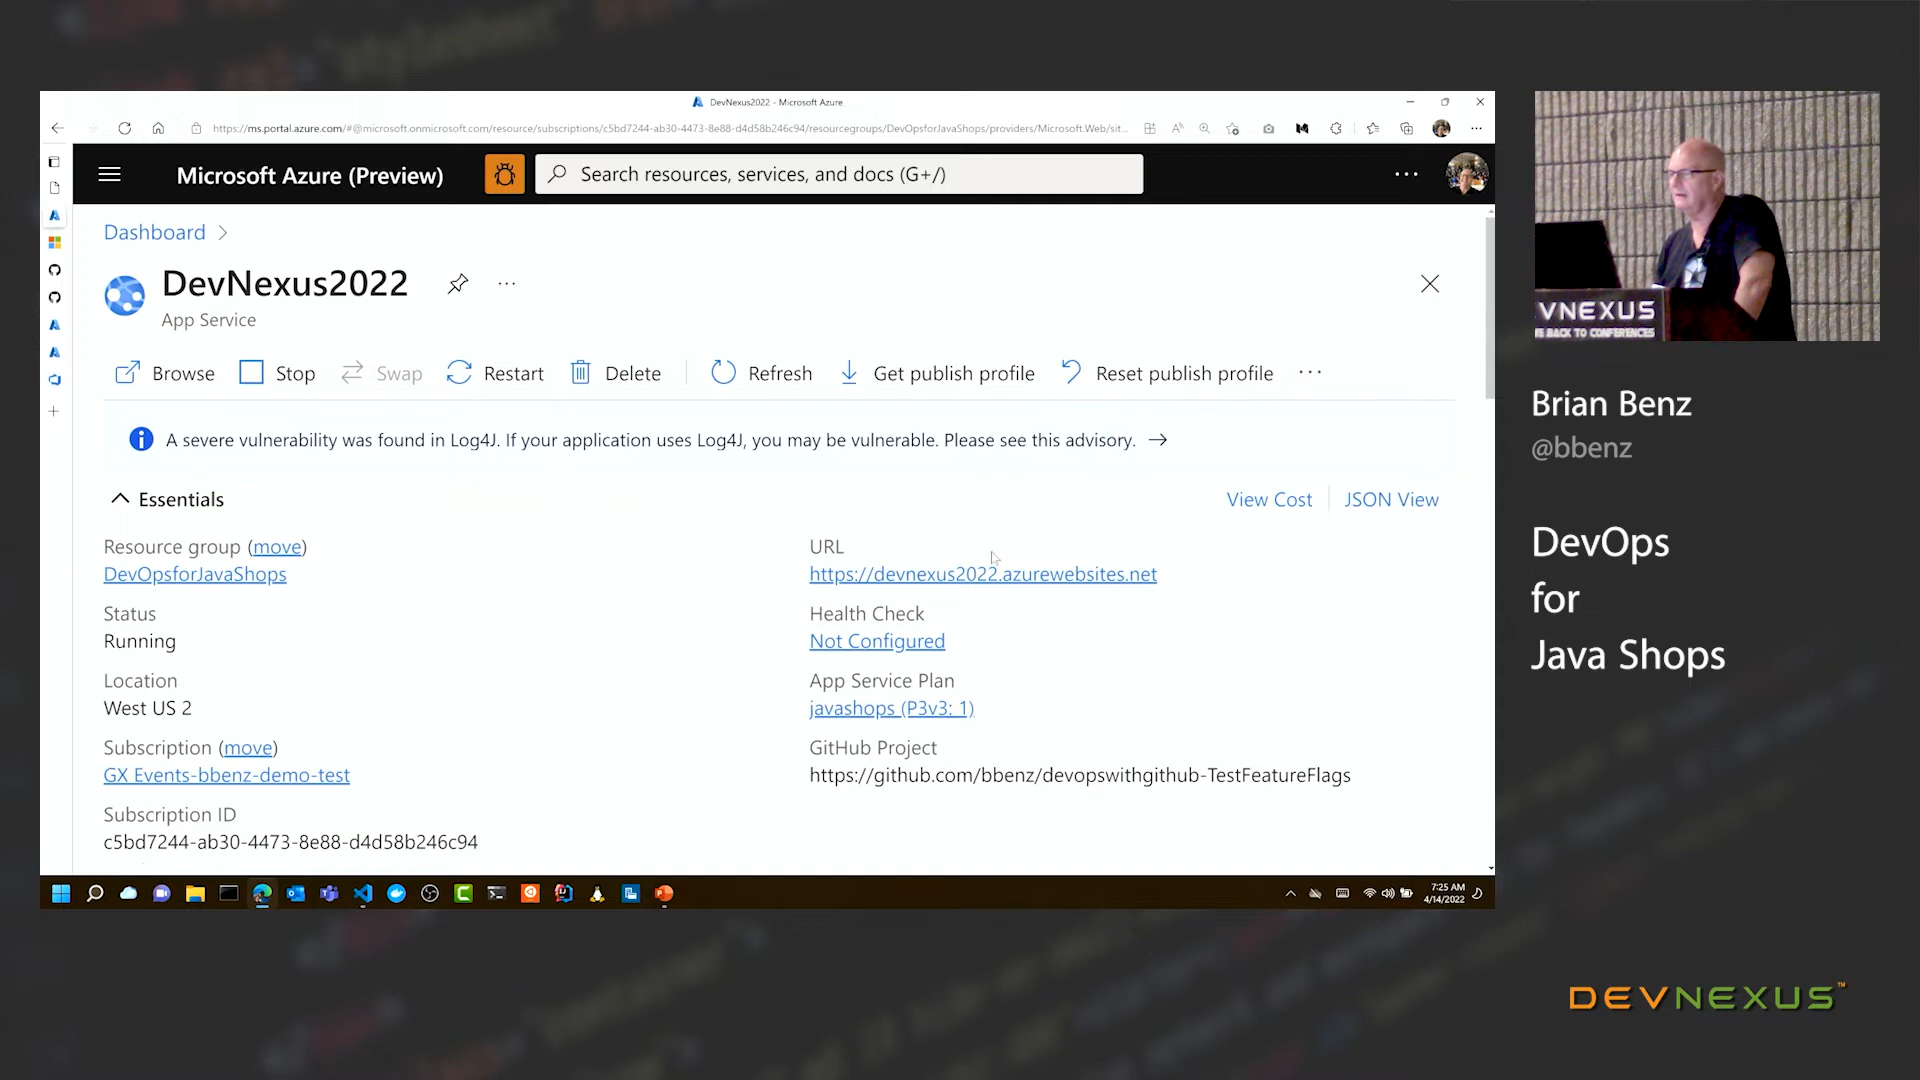 DevNexus2022 - Microsoft Azure
https://ms.portal.azure.com/#@microsoft.onmicrosoft.com/resource/subscriptions/c5bd7244-ab30-4473-8e88-d4d58b246c94/resourcegroups/DevOpsforJavaShops/providers/Microsoft.Web/sit...
Microsoft Azure (Preview)
Search resources, services, and docs (G+/)
Dashboard
DevNexus2022
App Service
Browse Stop Swap Restart Delete Refresh Get publish profile Reset publish profile
A severe vulnerability was found in Log4J. If your application uses Log4J, you may be vulnerable. Please see this advisory.
Essentials
View Cost JSON View
Resource group (move)
DevOpsforJavaShops
Status
Running
Location
West US 2
Subscription (move)
GX Events-bbenz-demo-test
Subscription ID
c5bd7244-ab30-4473-8e88-d4d58b246c94
URL
https://devnexus2022.azurewebsites.net
Health Check
Not Configured
App Service Plan
javashops (P3v3: 1)
GitHub Project
https://github.com/bbenz/devopswithgithub-TestFeatureFlags
7:25 AM
4/14/2022
VNEXUS
BACK TO CONFERENCES
Brian Benz
@bbenz
DevOps
for
Java Shops
DEVNEXUS™